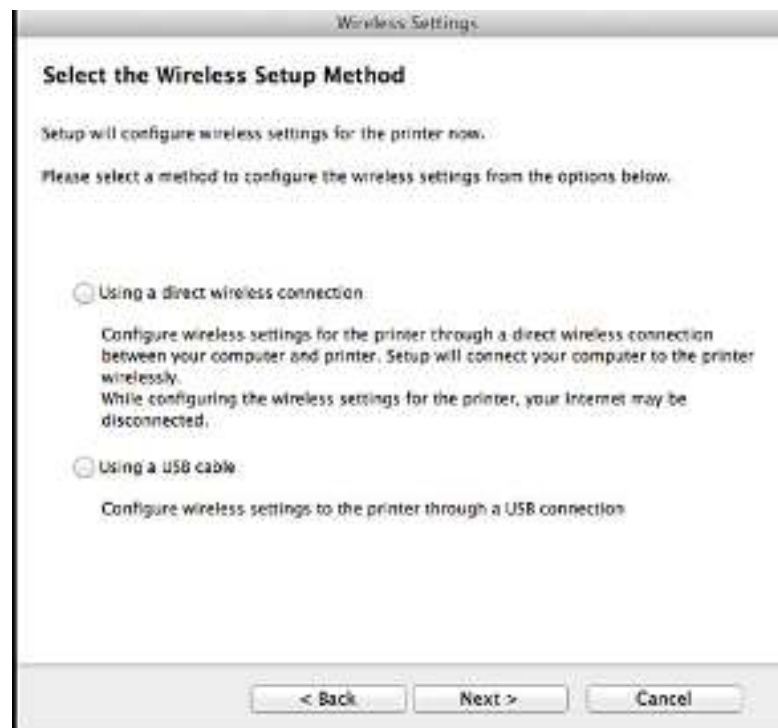 Wireless Settings
Select the Wireless Setup Method
Setup will configure wireless settings for the printer now.
Please select a method to configure the wireless settings from the options below.
Using a direct wireless connection
Configure wireless settings for the printer through a direct wireless connection
between your computer and printer. Setup will connect your computer to the printer
wirelessly.
While configuring the wireless settings for the printer, your Internet may be
disconnected.
Using a USB cable
Configure wireless settings to the printer through a USB connection
< Back Next > Cancel